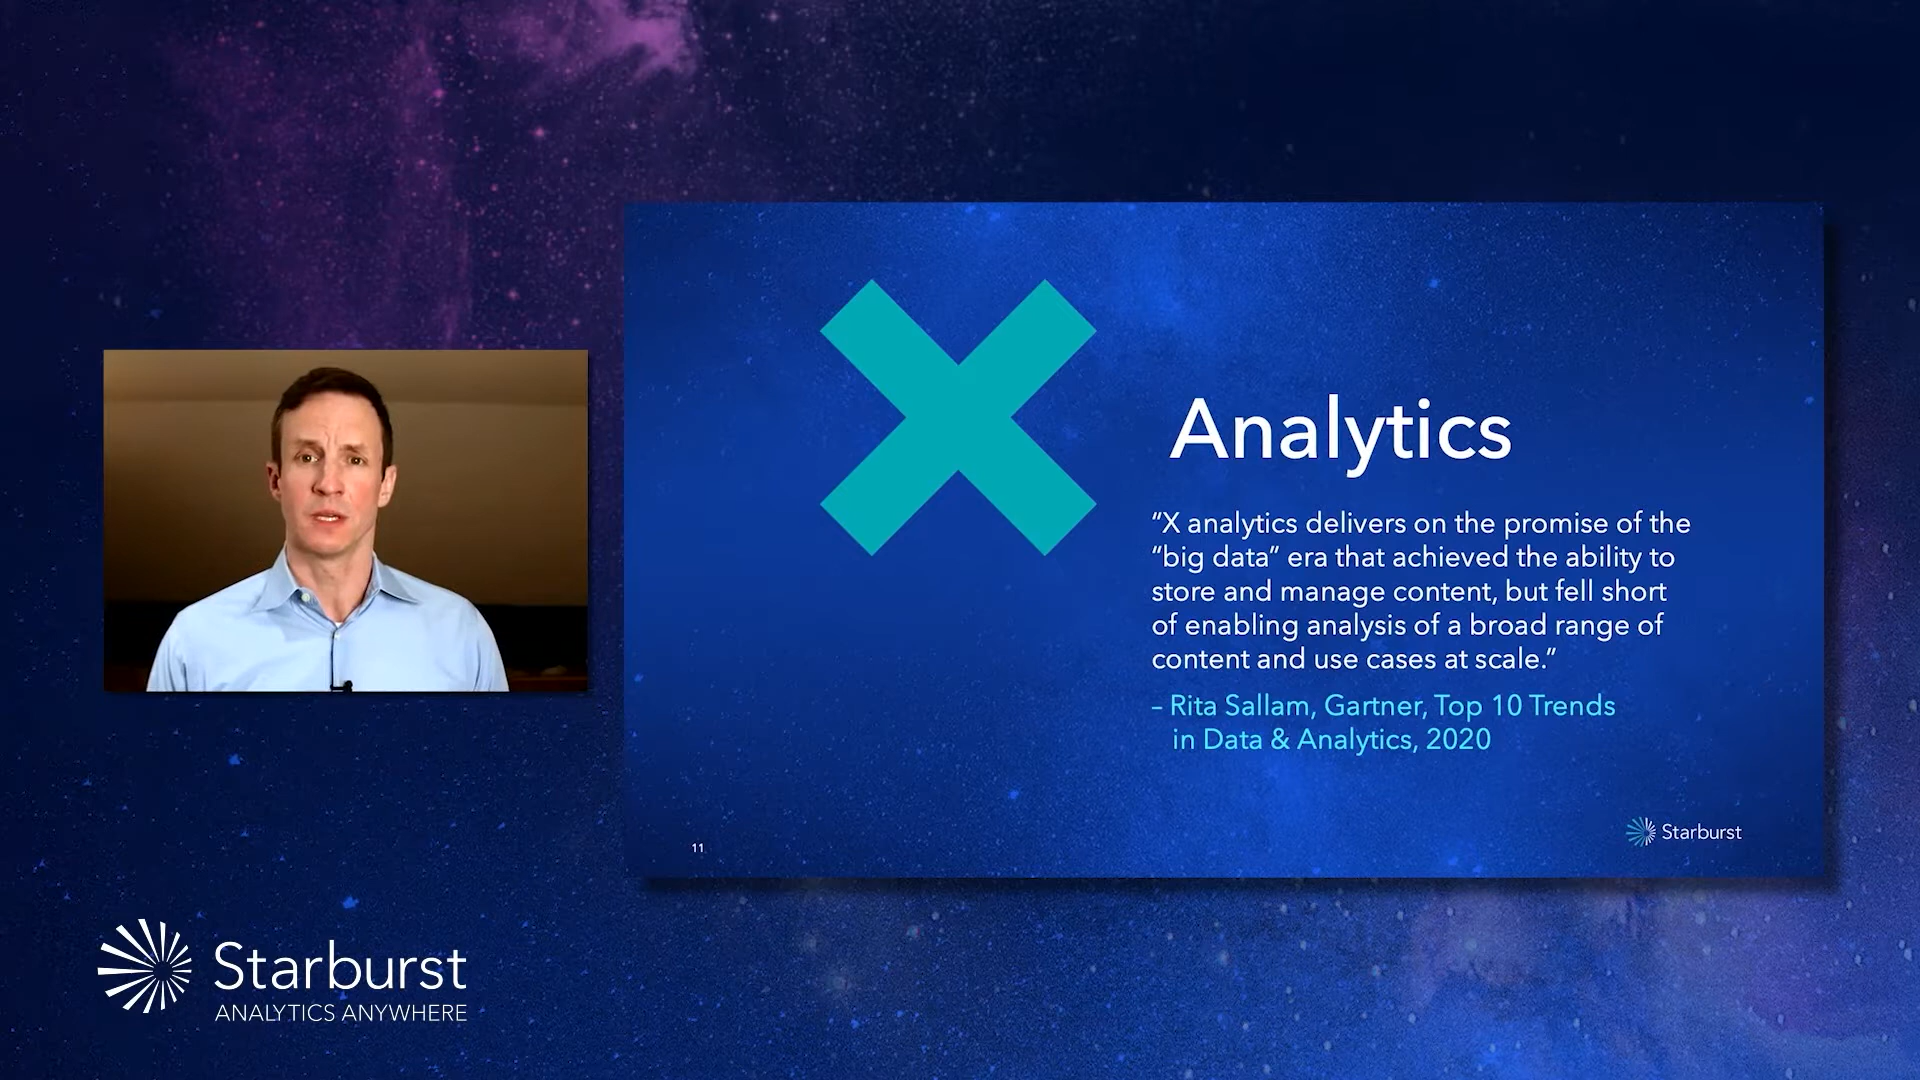 Analytics
“X analytics delivers on the promise of the
“big data” era that achieved the ability to
store and manage content, but fell short
of enabling analysis of a broad range of
content and use cases at scale.”
– Rita Sallam, Gartner, Top 10 Trends
in Data & Analytics, 2020
11
Starburst
Starburst
ANALYTICS ANYWHERE